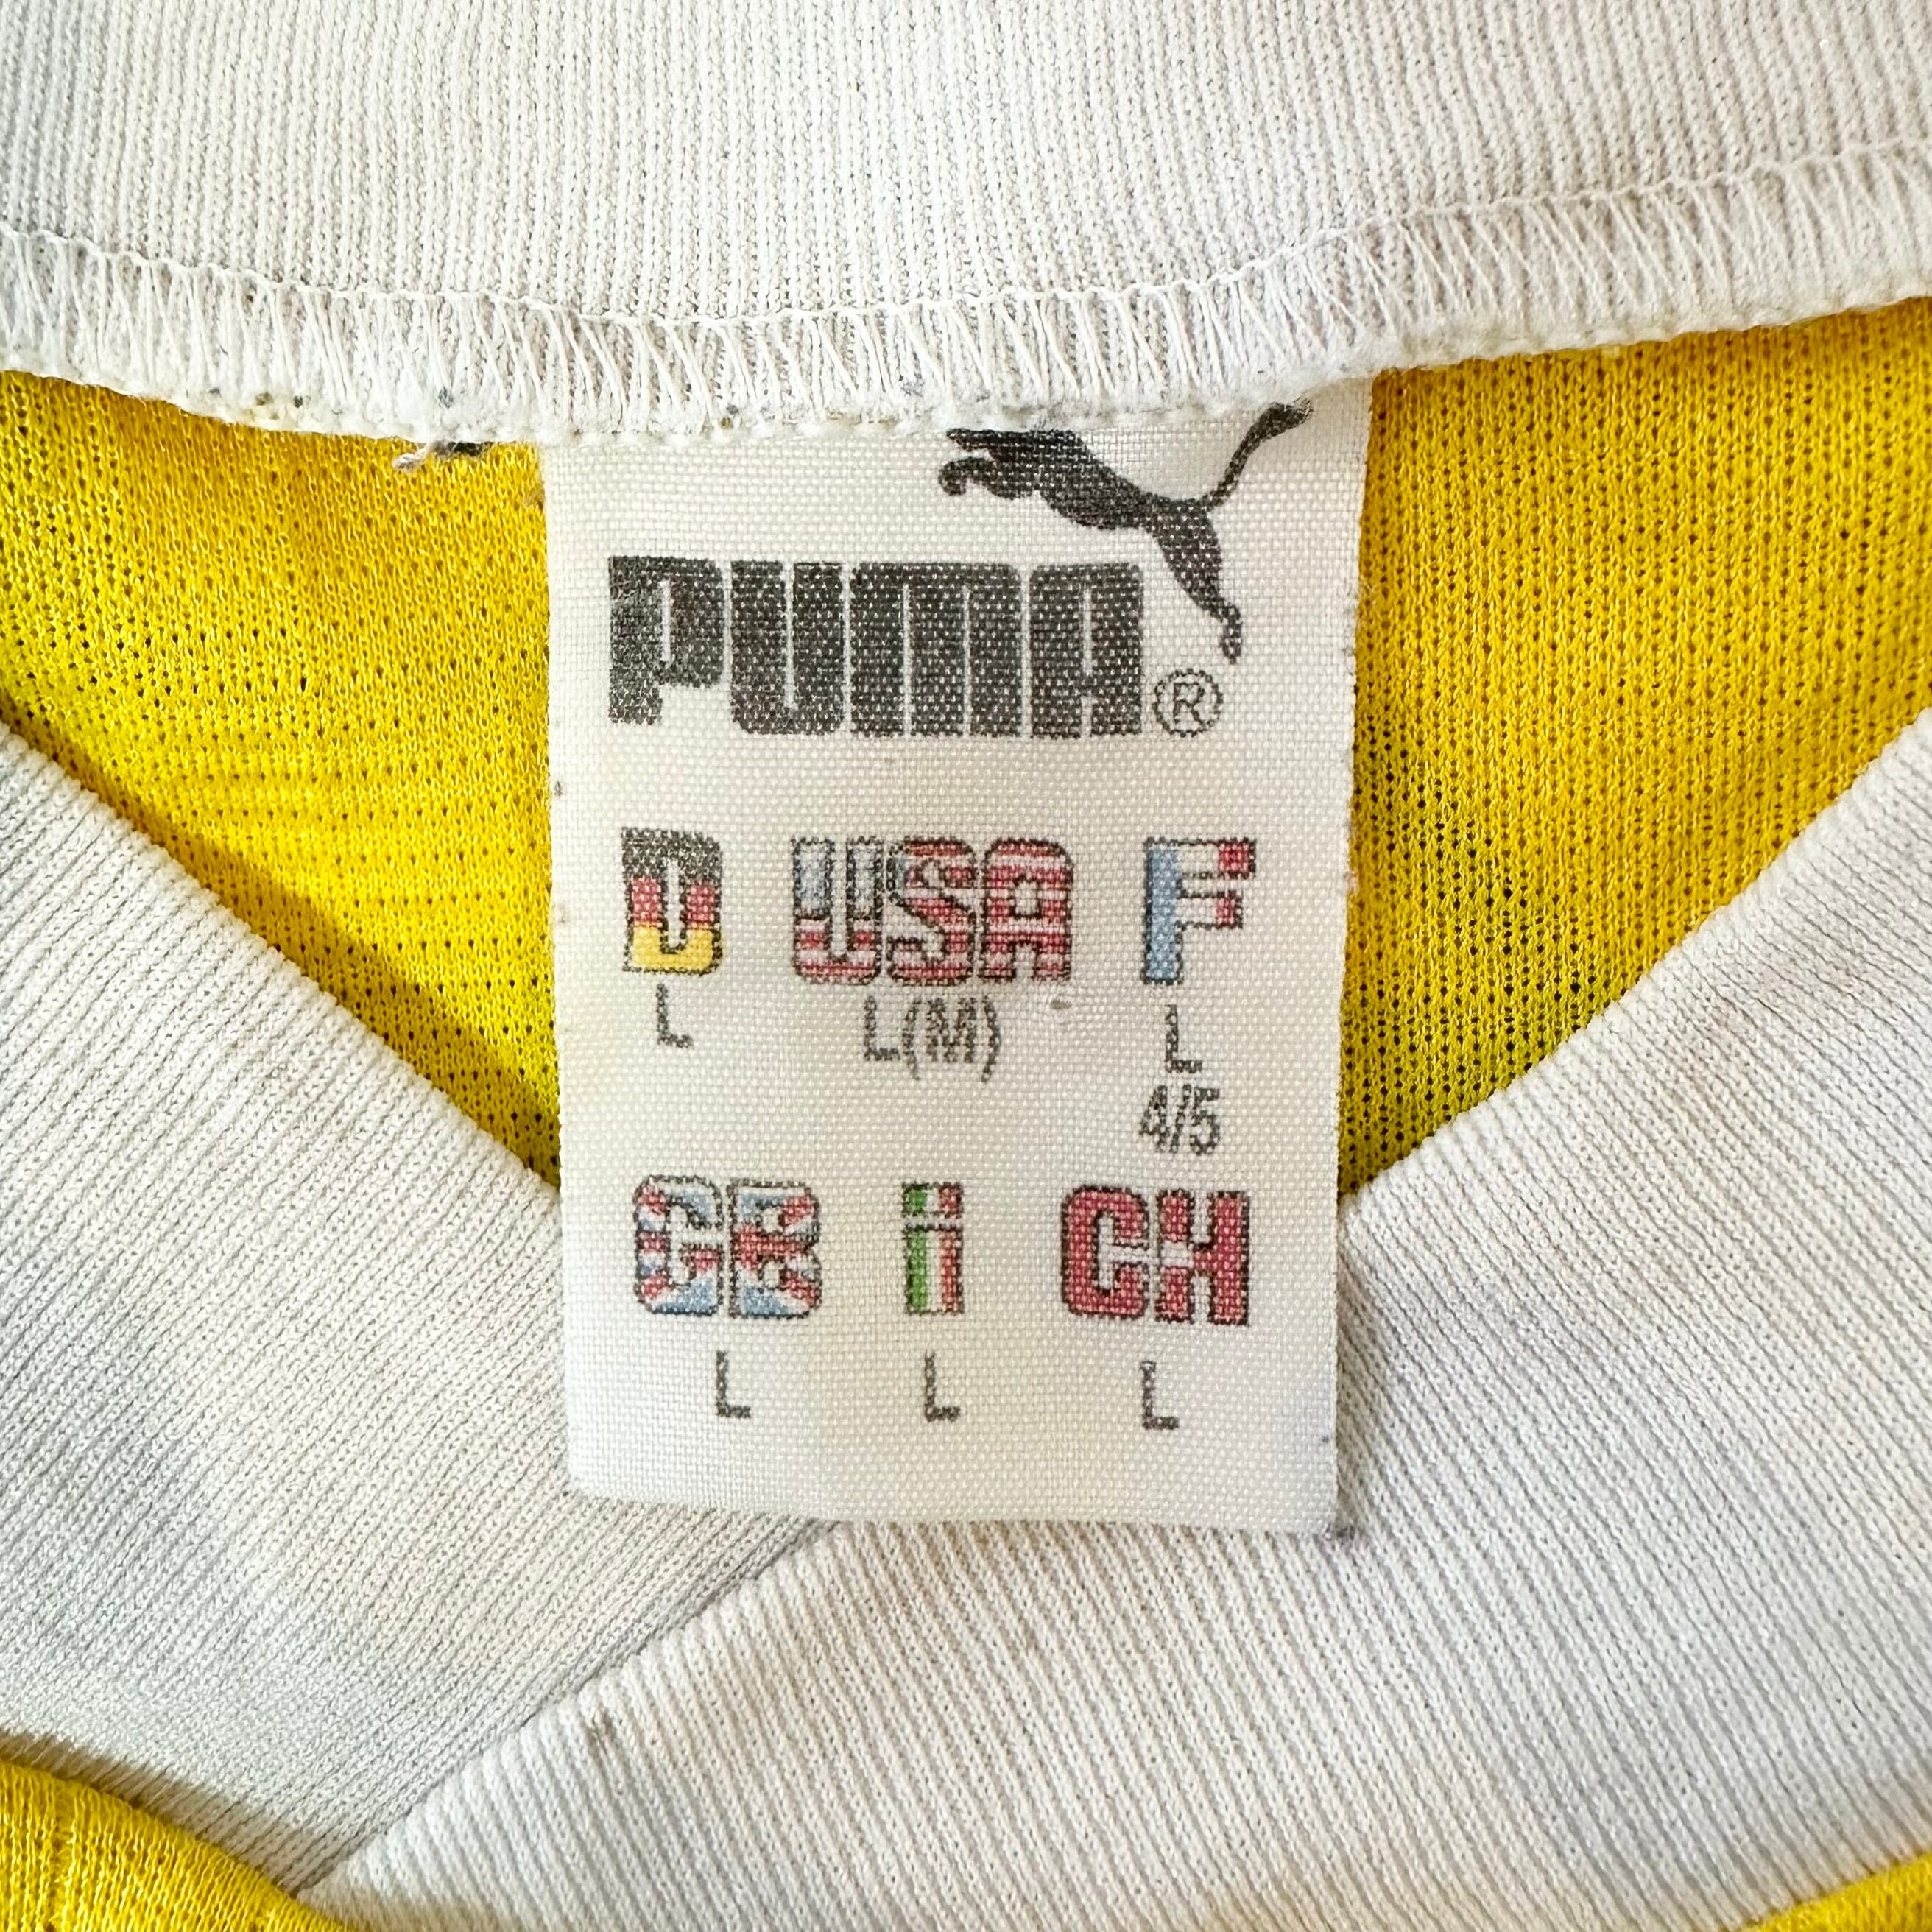 PUMA®
D USA F
L L(M) L
4/5
GB i CH
L L L